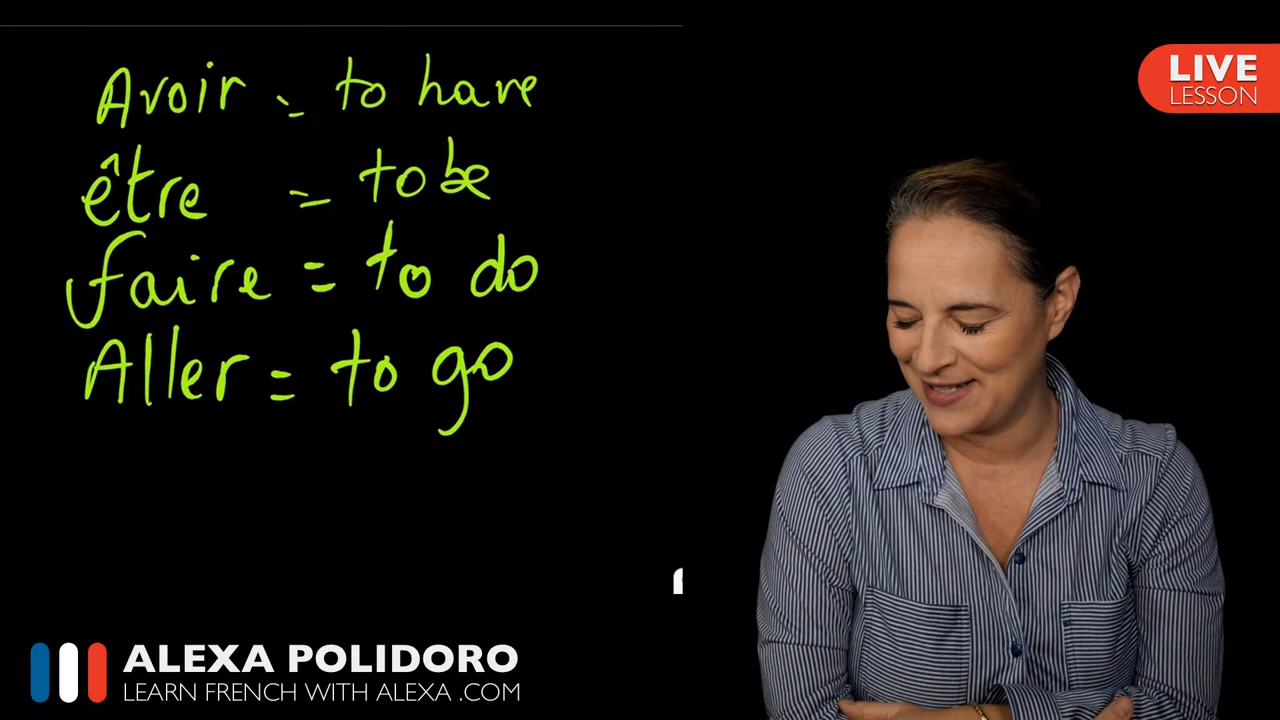 Avoir = to have
être = to be
faire = to do
Aller = to go
LIVE
LESSON
ALEXA POLIDORO
LEARN FRENCH WITH ALEXA .COM